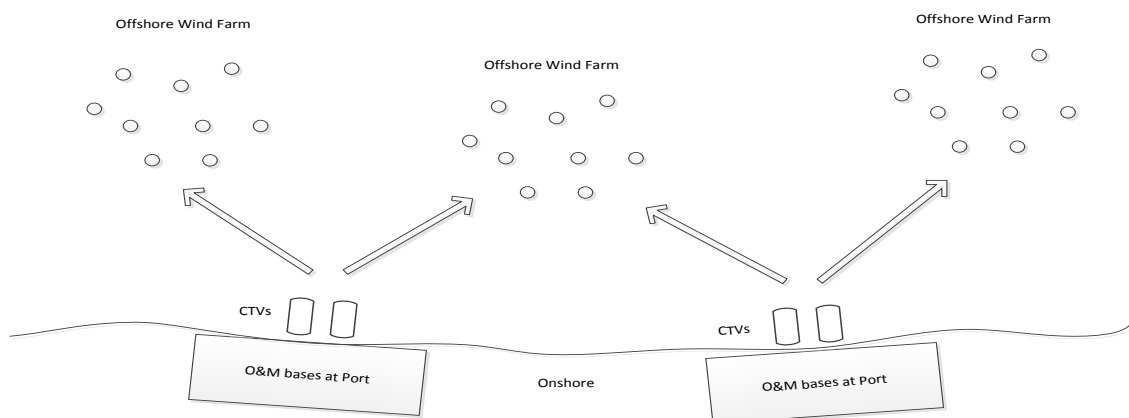 Offshore Wind Farm
Offshore Wind Farm
Offshore Wind Farm
CTVs
CTVs
O&M bases at Port
Onshore
O&M bases at Port